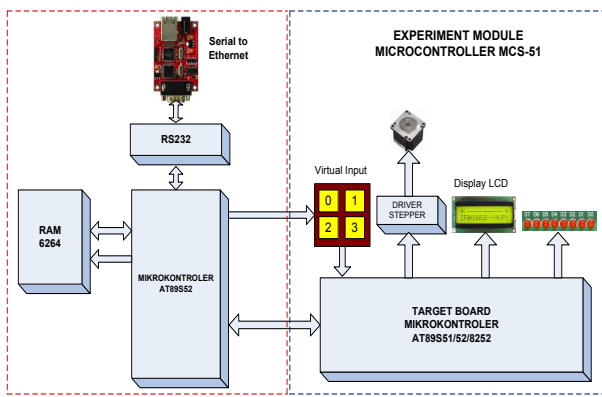 Serial to
Ethernet
EXPERIMENT MODULE
MICROCONTROLLER MCS-51
RS232
Virtual Input
0 1
2 3
DRIVER
STEPPER
Display LCD
D7 D6 D5 D4 D3 D2 D1 D0
RAM
6264
MIKROKONTROLER
AT89S52
TARGET BOARD
MIKROKONTROLER
AT89S51/52/8252